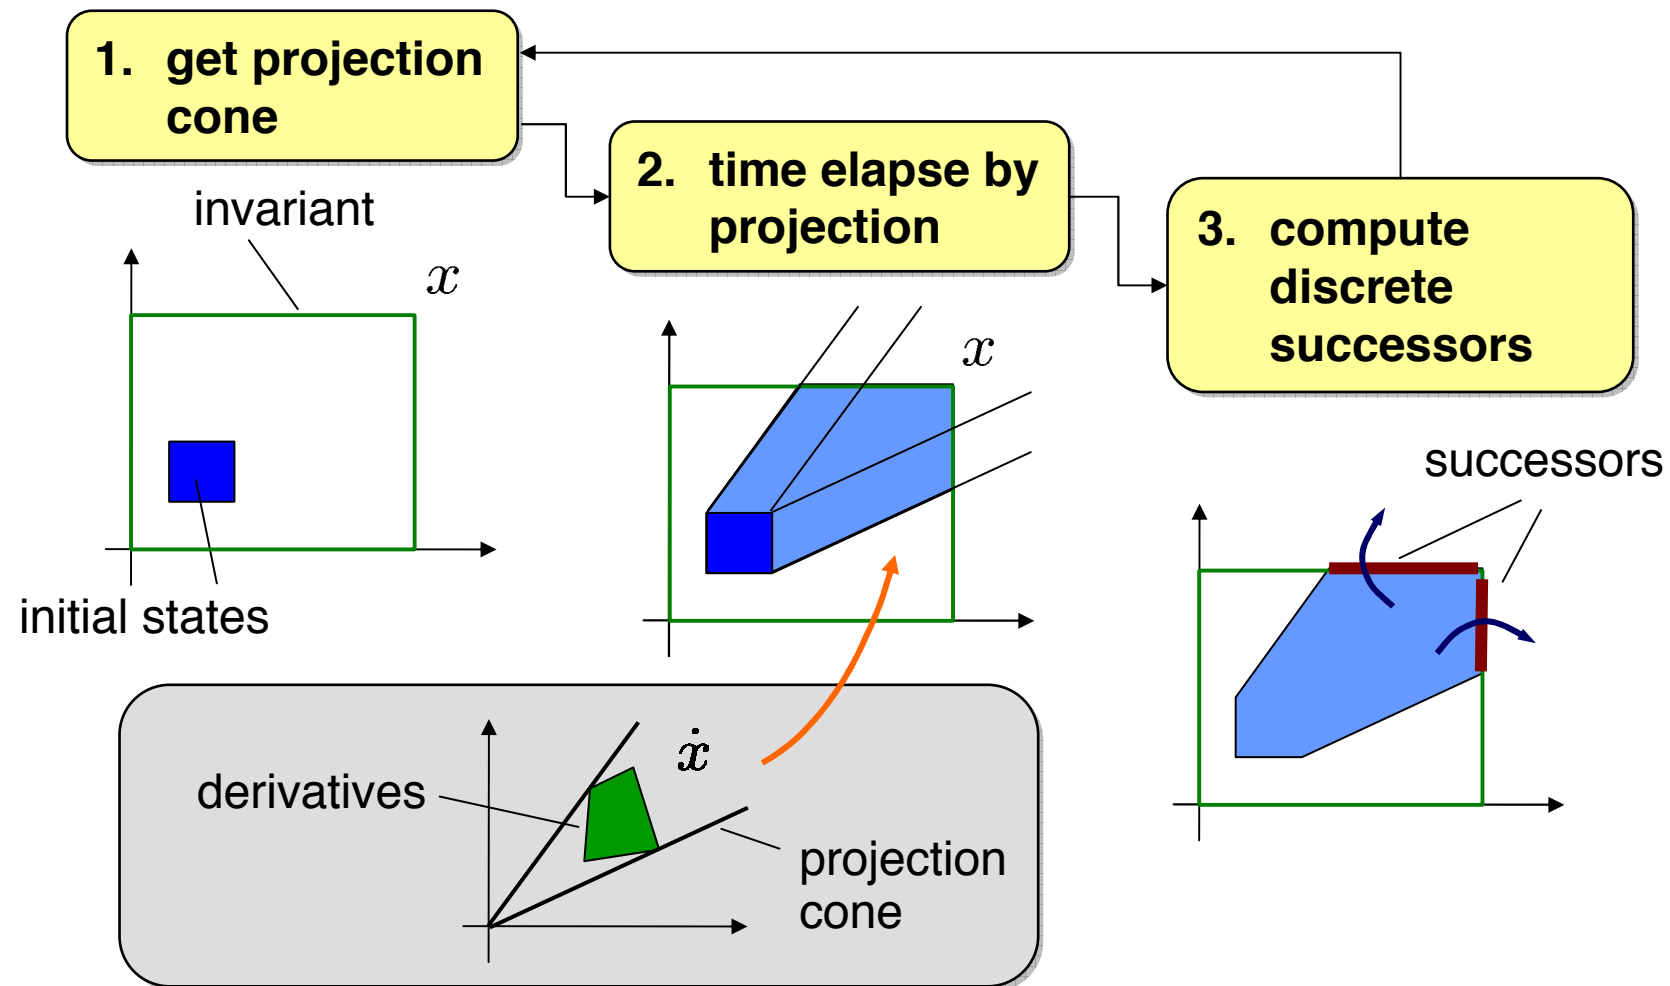 1. get projection
cone
2. time elapse by
projection
3. compute
discrete
successors
invariant
x
initial states
x
successors
derivatives
ẋ
projection
cone